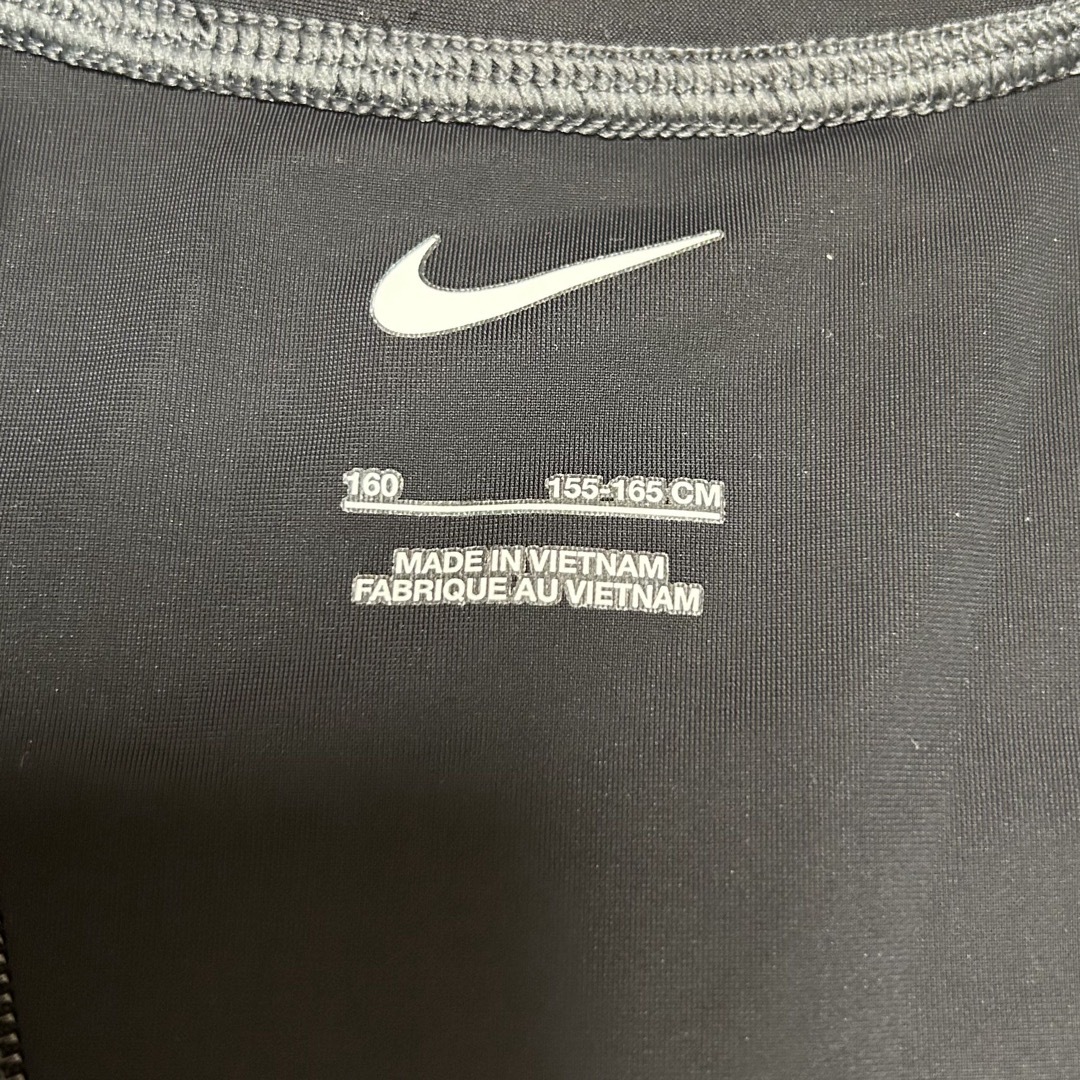 160 155-165 CM
MADE IN VIETNAM
FABRIQUE AU VIETNAM